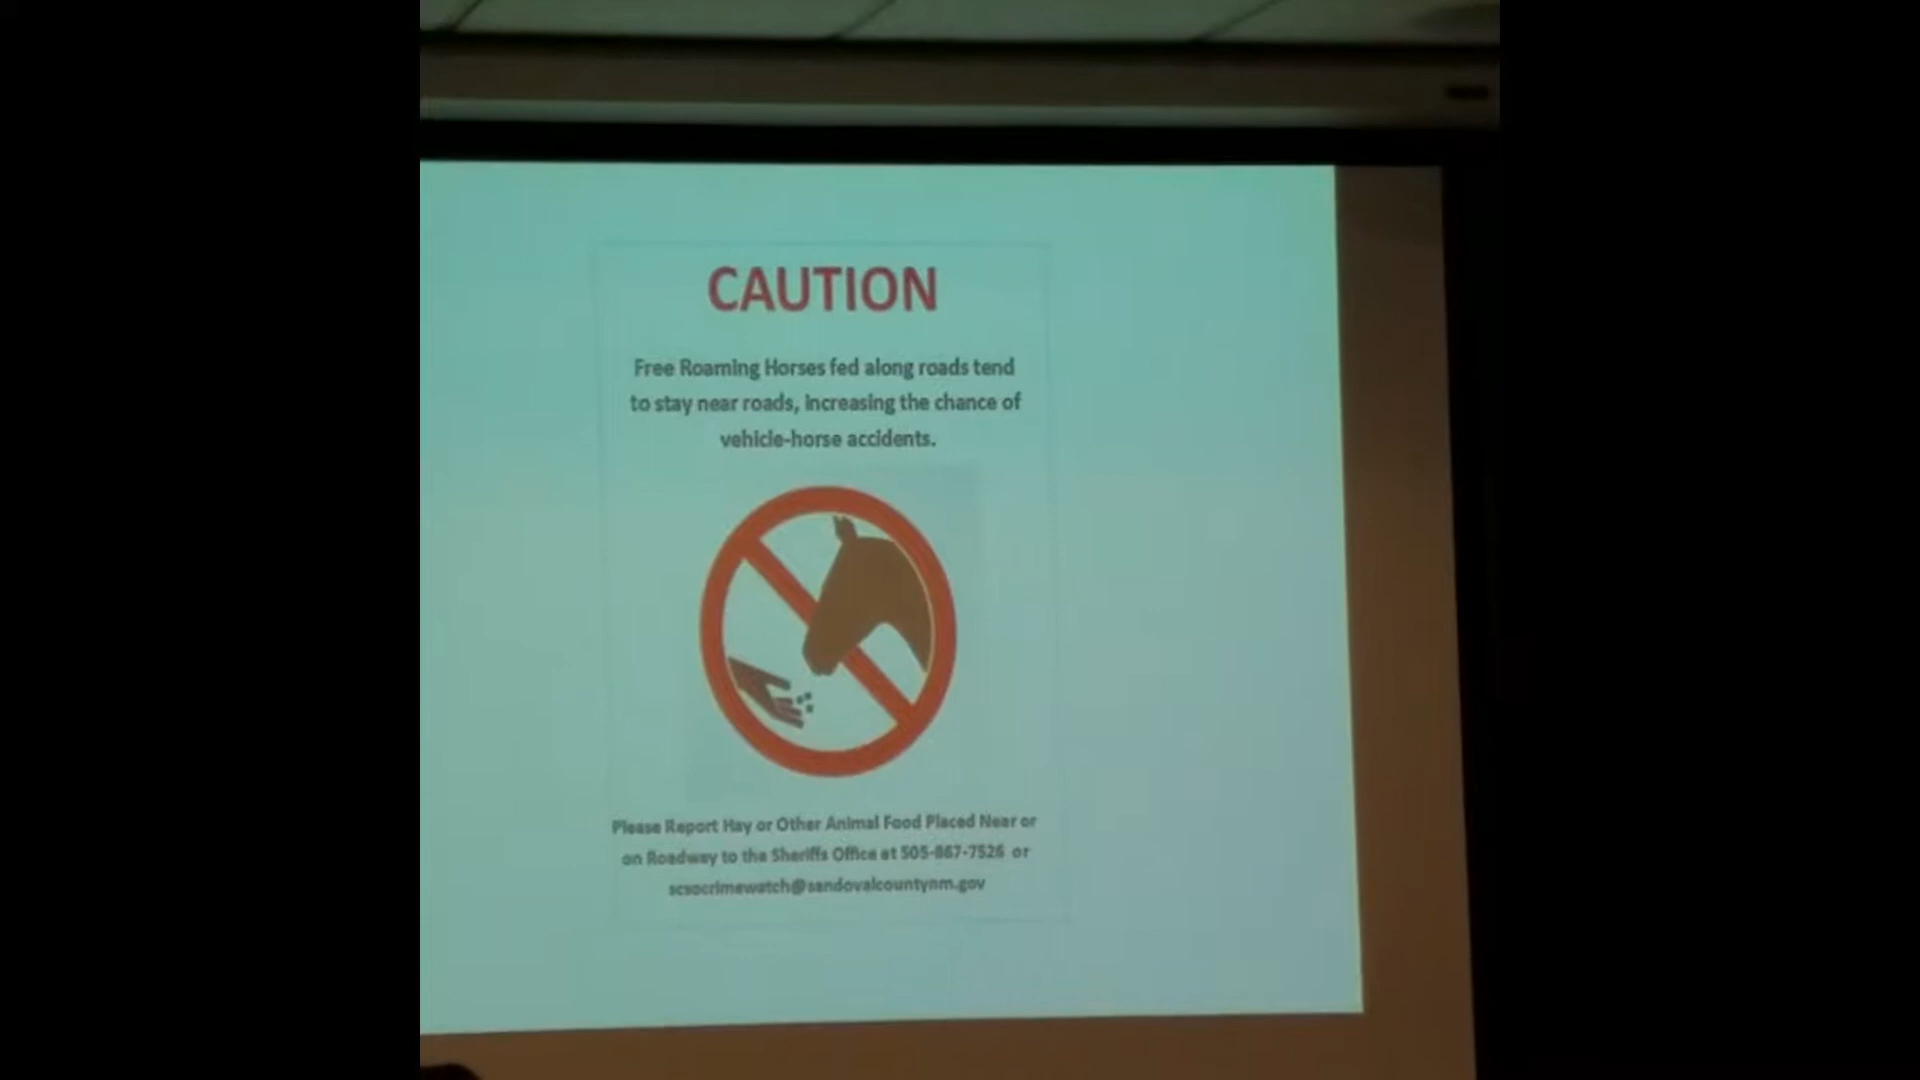 CAUTION
Free Roaming Horses fed along roads tend
to stay near roads, increasing the chance of
vehicle-horse accidents.
Please Report Hay or Other Animal Food Placed Near or
on Roadway to the Sheriffs Office at 505-867-7526 or
scsocrimewatch@sandovalcountynm.gov